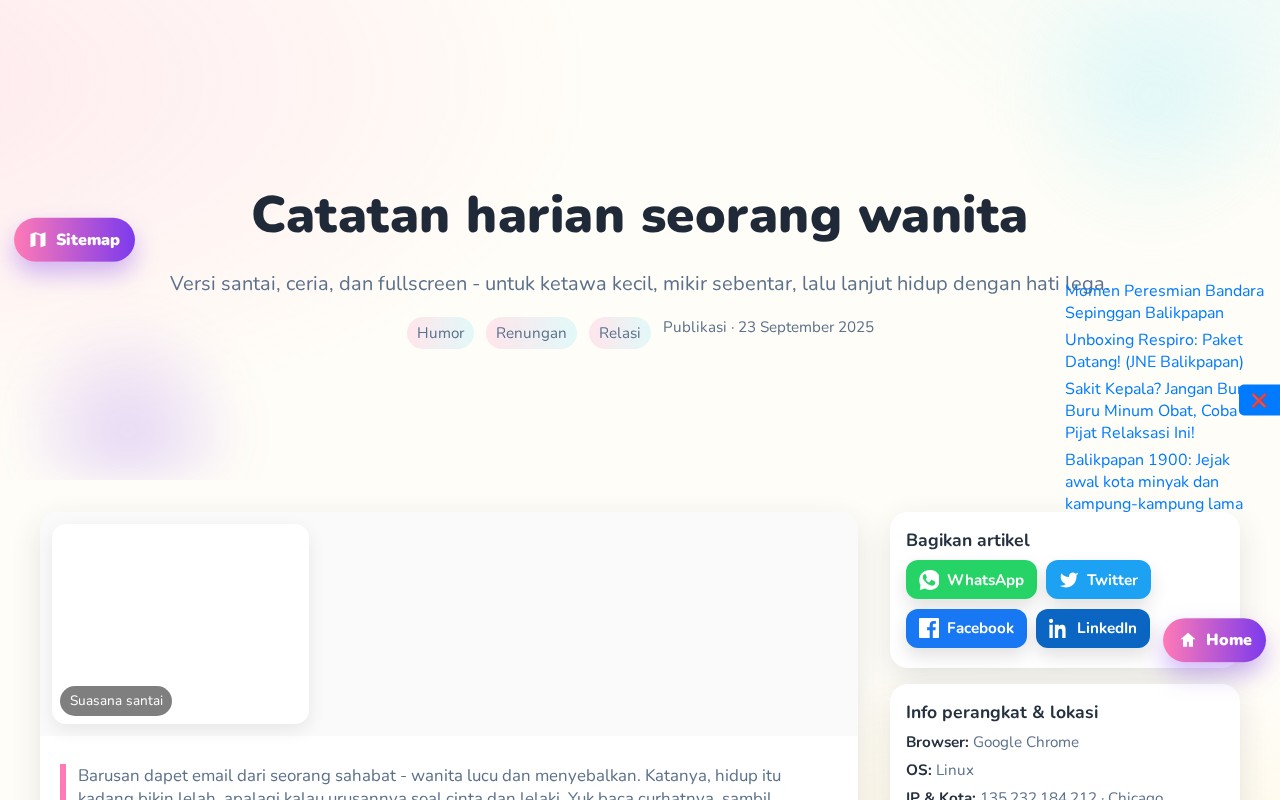 Catatan harian seorang wanita
Sitemap
Versi santai, ceria, dan fullscreen - untuk ketawa kecil, mikir sebentar, lalu lanjut hidup dengan hati lega.
Humor
Renungan
Relasi
Publikasi · 23 September 2025
Momen Peresmian Bandara
Sepinggan Balikpapan
Unboxing Respiro: Paket
Datang! (JNE Balikpapan)
Sakit Kepala? Jangan Bur
Buru Minum Obat, Coba
Pijat Relaksasi Ini!
Balikpapan 1900: Jejak
awal kota minyak dan
kampung-kampung lama
Suasana santai
Barusan dapet email dari seorang sahabat - wanita lucu dan menyebalkan. Katanya, hidup itu
kadang bikin lelah, apalagi kalau urusannya soal cinta dan lelaki. Yuk baca curhatnya, sambil
Bagikan artikel
WhatsApp
Twitter
Facebook
LinkedIn
Home
Info perangkat & lokasi
Browser: Google Chrome
OS: Linux
IP & Kota: 135.232.184.212 · Chicago